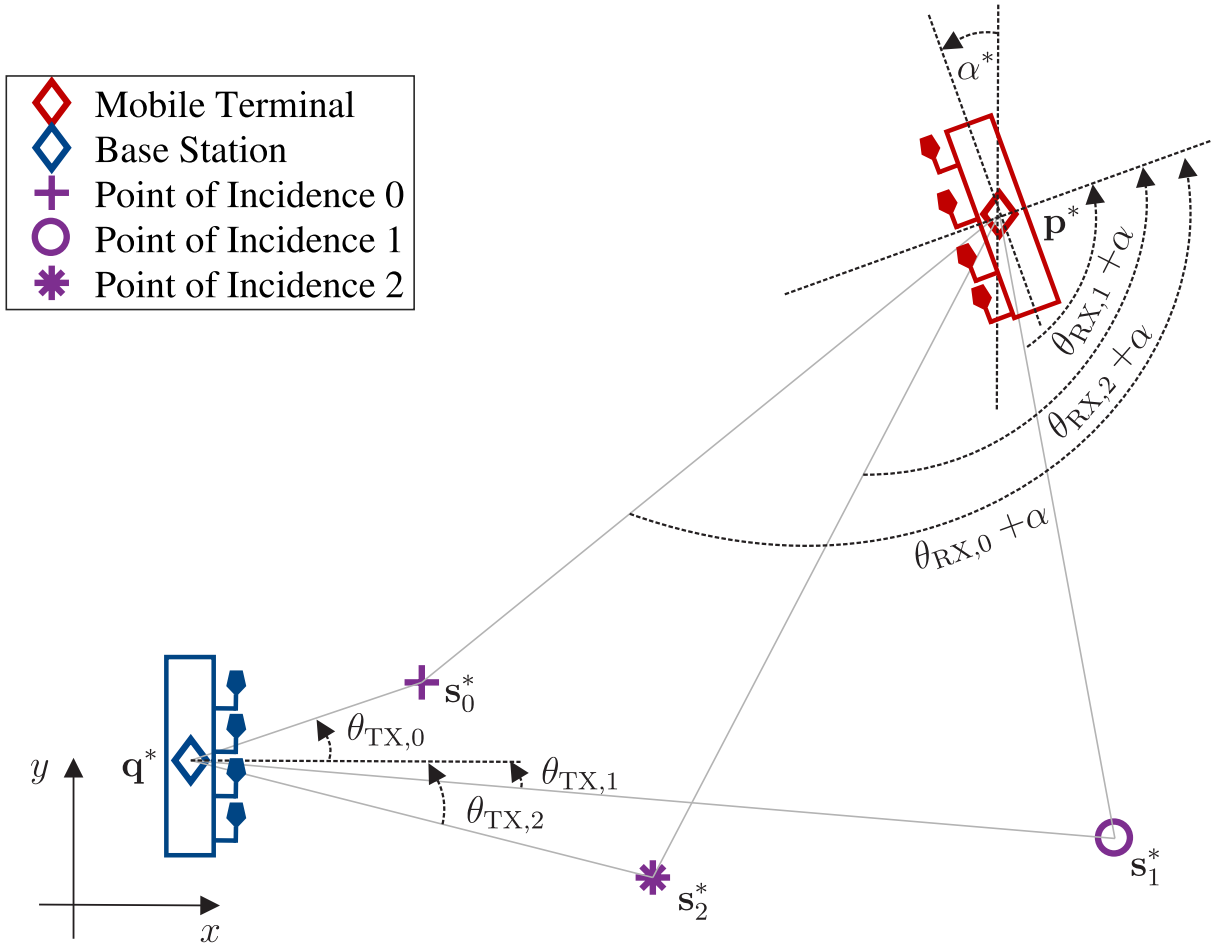 α*
Mobile Terminal
Base Station
Point of Incidence 0
Point of Incidence 1
Point of Incidence 2
p*
θRX,1 +α
θRX,2 +α
θRX,0 +α
s0*
θTX,0
q*
y
θTX,1
θTX,2
s1*
s2*
x